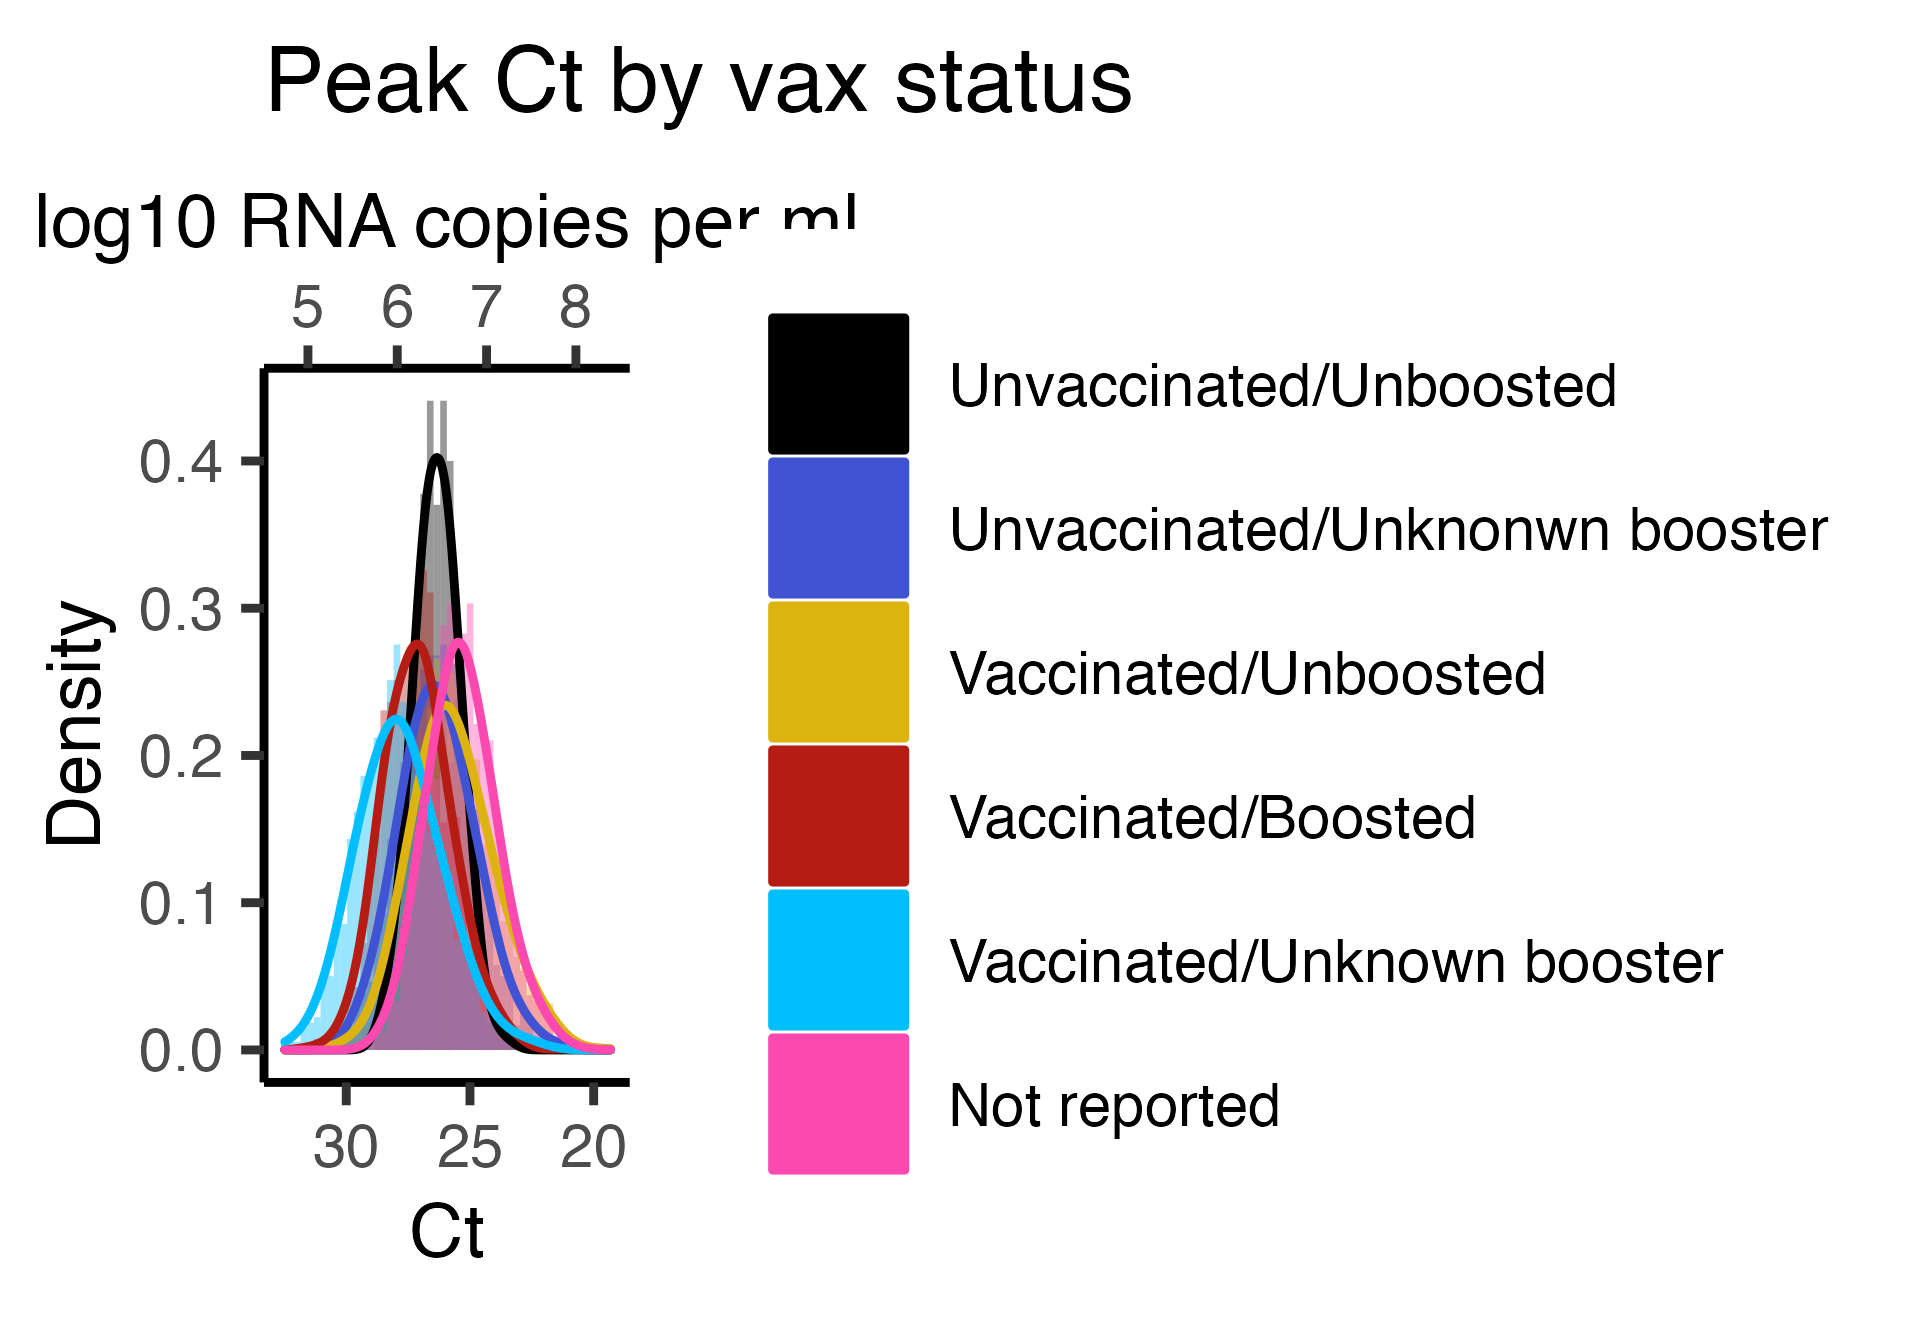 Peak Ct by vax status
log10 RNA copies per ml
5 6 7 8
Unvaccinated/Unboosted
Unvaccinated/Unknonwn booster
Vaccinated/Unboosted
Vaccinated/Boosted
Vaccinated/Unknown booster
Not reported
Density
0.4
0.3
0.2
0.1
0.0
30 25 20
Ct